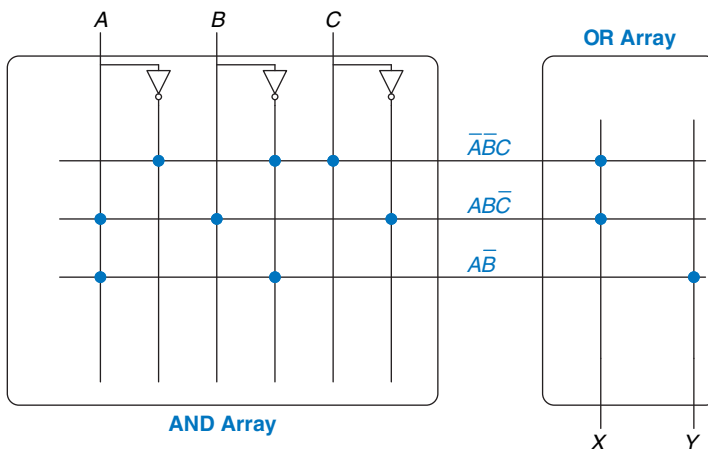 A B C
OR Array
A̅B̅C
ABC̅
AB̅
AND Array
X Y